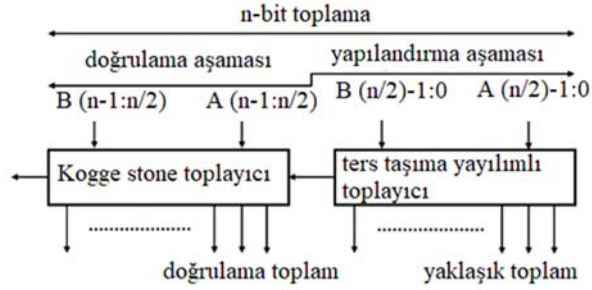 n-bit toplama
doğrulama aşaması
yapılandırma aşaması
B (n-1:n/2) A (n-1:n/2) B (n/2)-1:0 A (n/2)-1:0
Kogge stone toplayıcı
ters taşıma yayılımlı
toplayıcı
doğrulama toplam
yaklaşık toplam